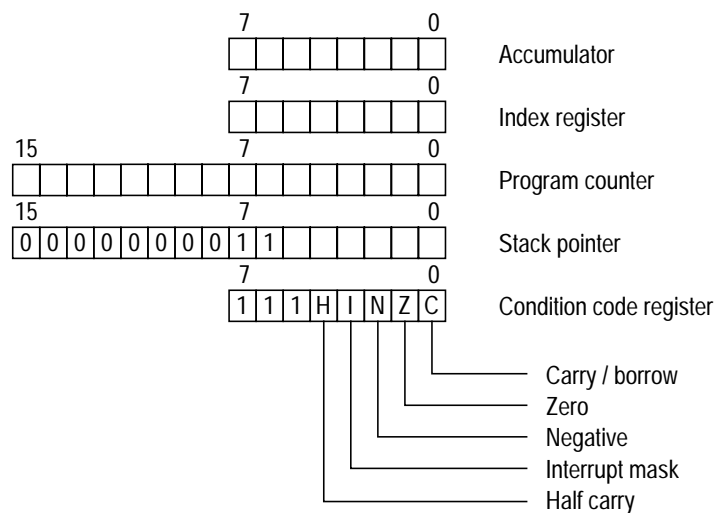 7 0
Accumulator
7 0
Index register
15 7 0
Program counter
15 7 0
0 0 0 0 0 0 0 0 1 1 Stack pointer
7 0
1 1 1 H I N Z C Condition code register
Carry / borrow
Zero
Negative
Interrupt mask
Half carry